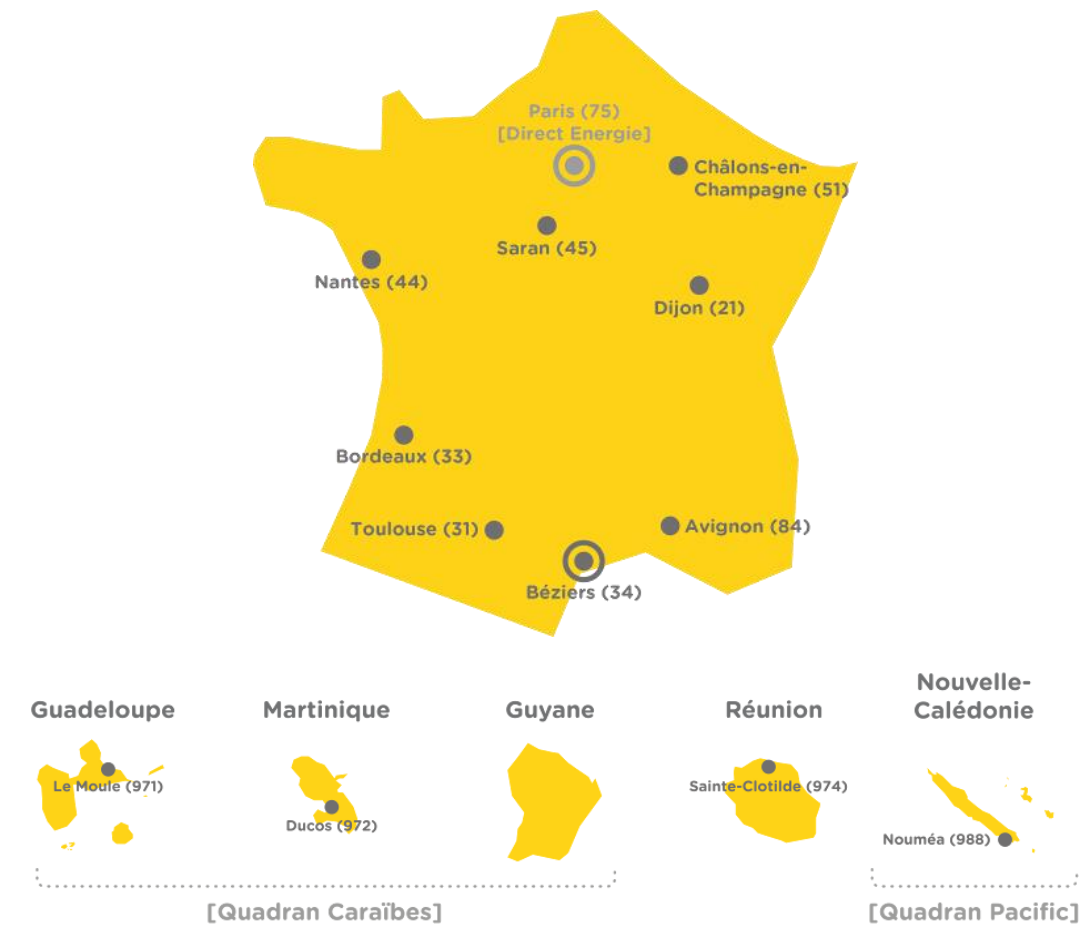 Paris (75)
[Direct Energie]
Châlons-en-
Champagne (51)
Saran (45)
Nantes (44)
Dijon (21)
Bordeaux (33)
Toulouse (31)
Avignon (84)
Béziers (34)
Guadeloupe
Martinique
Guyane
Réunion
Nouvelle-
Calédonie
Le Moule (971)
Ducos (972)
Sainte-Clotilde (974)
Nouméa (988)
[Quadran Caraïbes]
[Quadran Pacific]